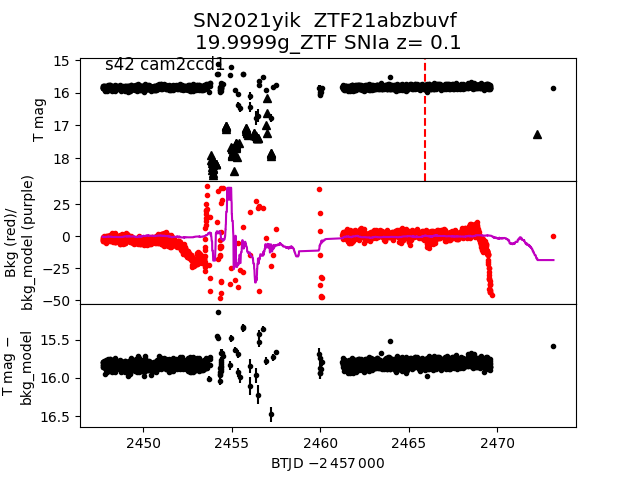 SN2021yik  ZTF21abzbuvf
19.9999g_ZTF SNIa z= 0.1
s42 cam2ccd1
15
16
17
18
T mag
25
0
−25
−50
Bkg (red)/
bkg_model (purple)
15.5
16.0
16.5
T mag −
bkg_model
2450
2455
2460
2465
2470
BTJD −2 457 000